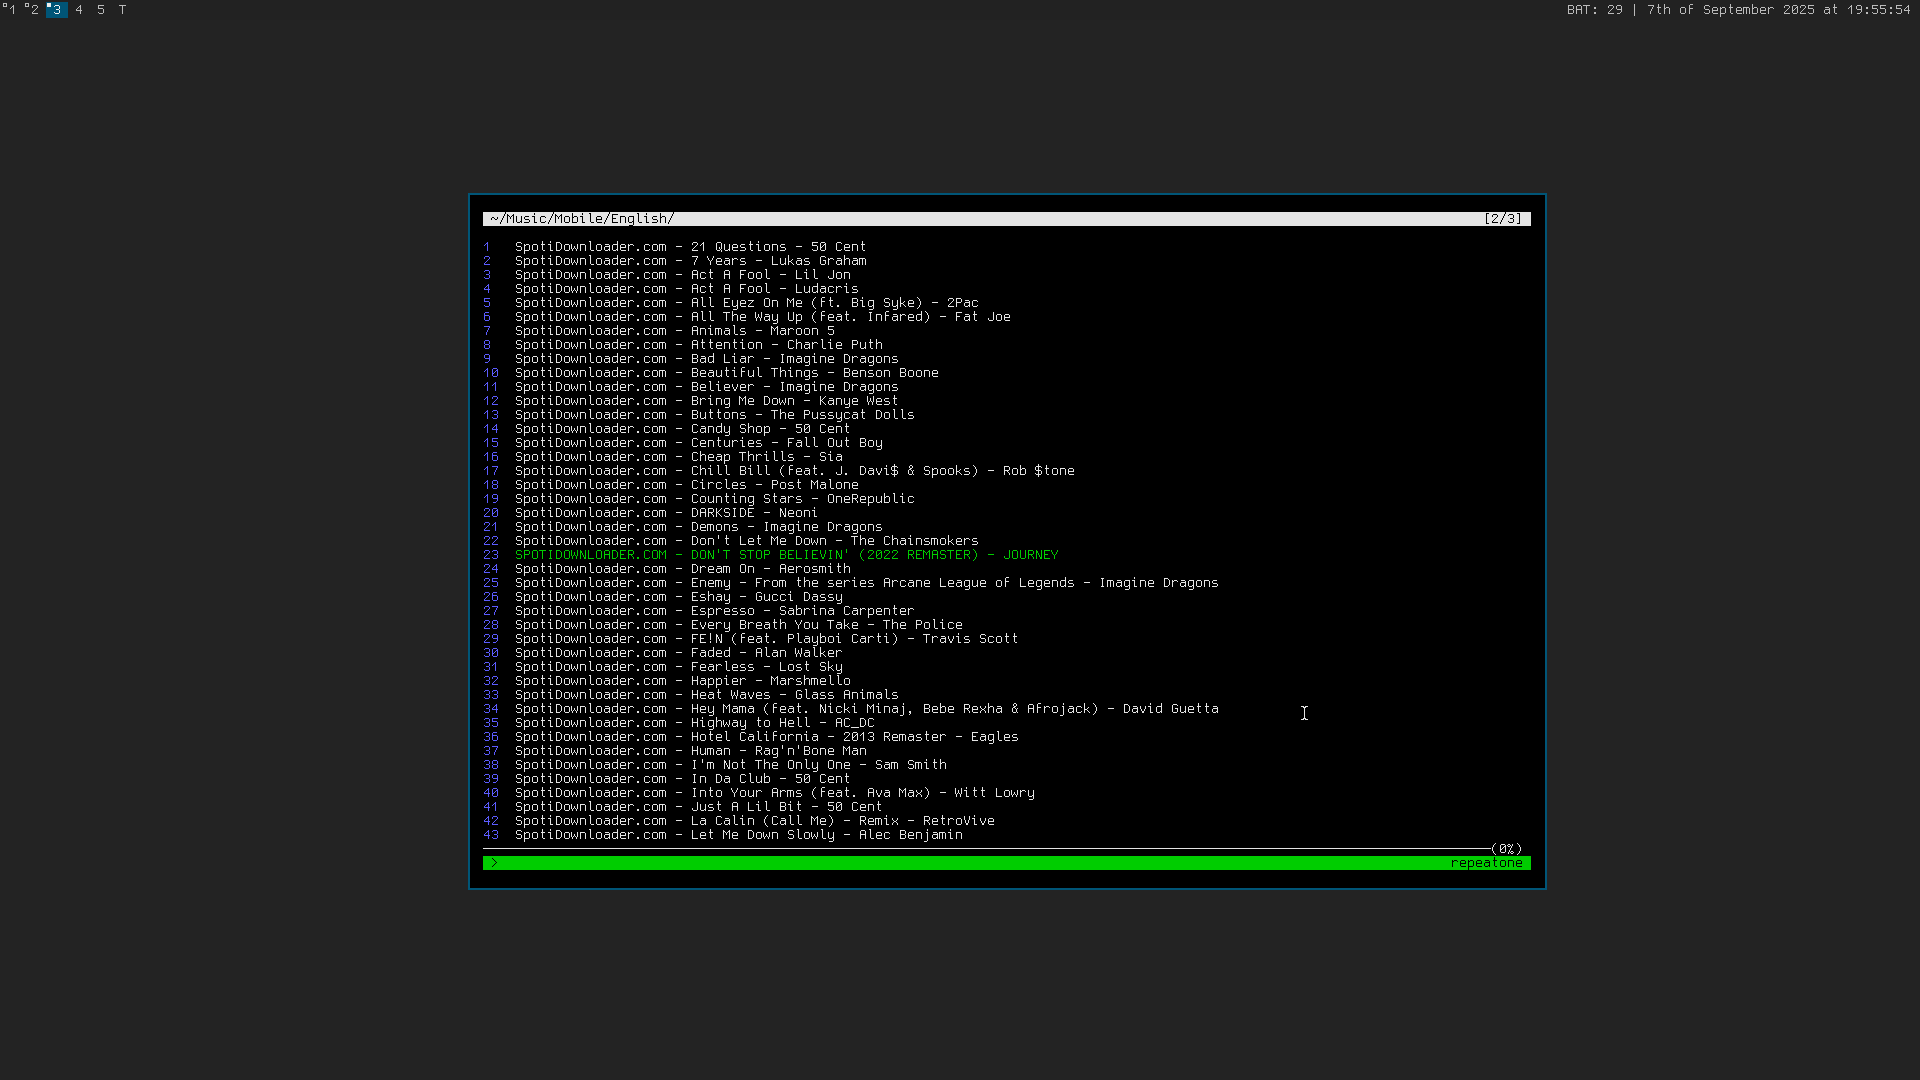 1 2 3 4 5 T BAT: 29 | 7th of September 2025 at 19:55:54
~/Music/Mobile/English/ [2/3]
1 SpotiDownloader.com - 21 Questions - 50 Cent
2 SpotiDownloader.com - 7 Years - Lukas Graham
3 SpotiDownloader.com - Act A Fool - Lil Jon
4 SpotiDownloader.com - Act A Fool - Ludacris
5 SpotiDownloader.com - All Eyez On Me (ft. Big Syke) - 2Pac
6 SpotiDownloader.com - All The Way Up (feat. Infared) - Fat Joe
7 SpotiDownloader.com - Animals - Maroon 5
8 SpotiDownloader.com - Attention - Charlie Puth
9 SpotiDownloader.com - Bad Liar - Imagine Dragons
10 SpotiDownloader.com - Beautiful Things - Benson Boone
11 SpotiDownloader.com - Believer - Imagine Dragons
12 SpotiDownloader.com - Bring Me Down - Kanye West
13 SpotiDownloader.com - Buttons - The Pussycat Dolls
14 SpotiDownloader.com - Candy Shop - 50 Cent
15 SpotiDownloader.com - Centuries - Fall Out Boy
16 SpotiDownloader.com - Cheap Thrills - Sia
17 SpotiDownloader.com - Chill Bill (feat. J. Davi$ & Spooks) - Rob $tone
18 SpotiDownloader.com - Circles - Post Malone
19 SpotiDownloader.com - Counting Stars - OneRepublic
20 SpotiDownloader.com - DARKSIDE - Neoni
21 SpotiDownloader.com - Demons - Imagine Dragons
22 SpotiDownloader.com - Don't Let Me Down - The Chainsmokers
23 SPOTIDOWNLOADER.COM - DON'T STOP BELIEVIN' (2022 REMASTER) - JOURNEY
24 SpotiDownloader.com - Dream On - Aerosmith
25 SpotiDownloader.com - Enemy - From the series Arcane League of Legends - Imagine Dragons
26 SpotiDownloader.com - Eshay - Gucci Dassy
27 SpotiDownloader.com - Espresso - Sabrina Carpenter
28 SpotiDownloader.com - Every Breath You Take - The Police
29 SpotiDownloader.com - FE!N (feat. Playboi Carti) - Travis Scott
30 SpotiDownloader.com - Faded - Alan Walker
31 SpotiDownloader.com - Fearless - Lost Sky
32 SpotiDownloader.com - Happier - Marshmello
33 SpotiDownloader.com - Heat Waves - Glass Animals
34 SpotiDownloader.com - Hey Mama (feat. Nicki Minaj, Bebe Rexha & Afrojack) - David Guetta
35 SpotiDownloader.com - Highway to Hell - AC_DC
36 SpotiDownloader.com - Hotel California - 2013 Remaster - Eagles
37 SpotiDownloader.com - Human - Rag'n'Bone Man
38 SpotiDownloader.com - I'm Not The Only One - Sam Smith
39 SpotiDownloader.com - In Da Club - 50 Cent
40 SpotiDownloader.com - Into Your Arms (feat. Ava Max) - Witt Lowry
41 SpotiDownloader.com - Just A Lil Bit - 50 Cent
42 SpotiDownloader.com - La Calin (Call Me) - Remix - RetroVive
43 SpotiDownloader.com - Let Me Down Slowly - Alec Benjamin
(0%)
> repeatone